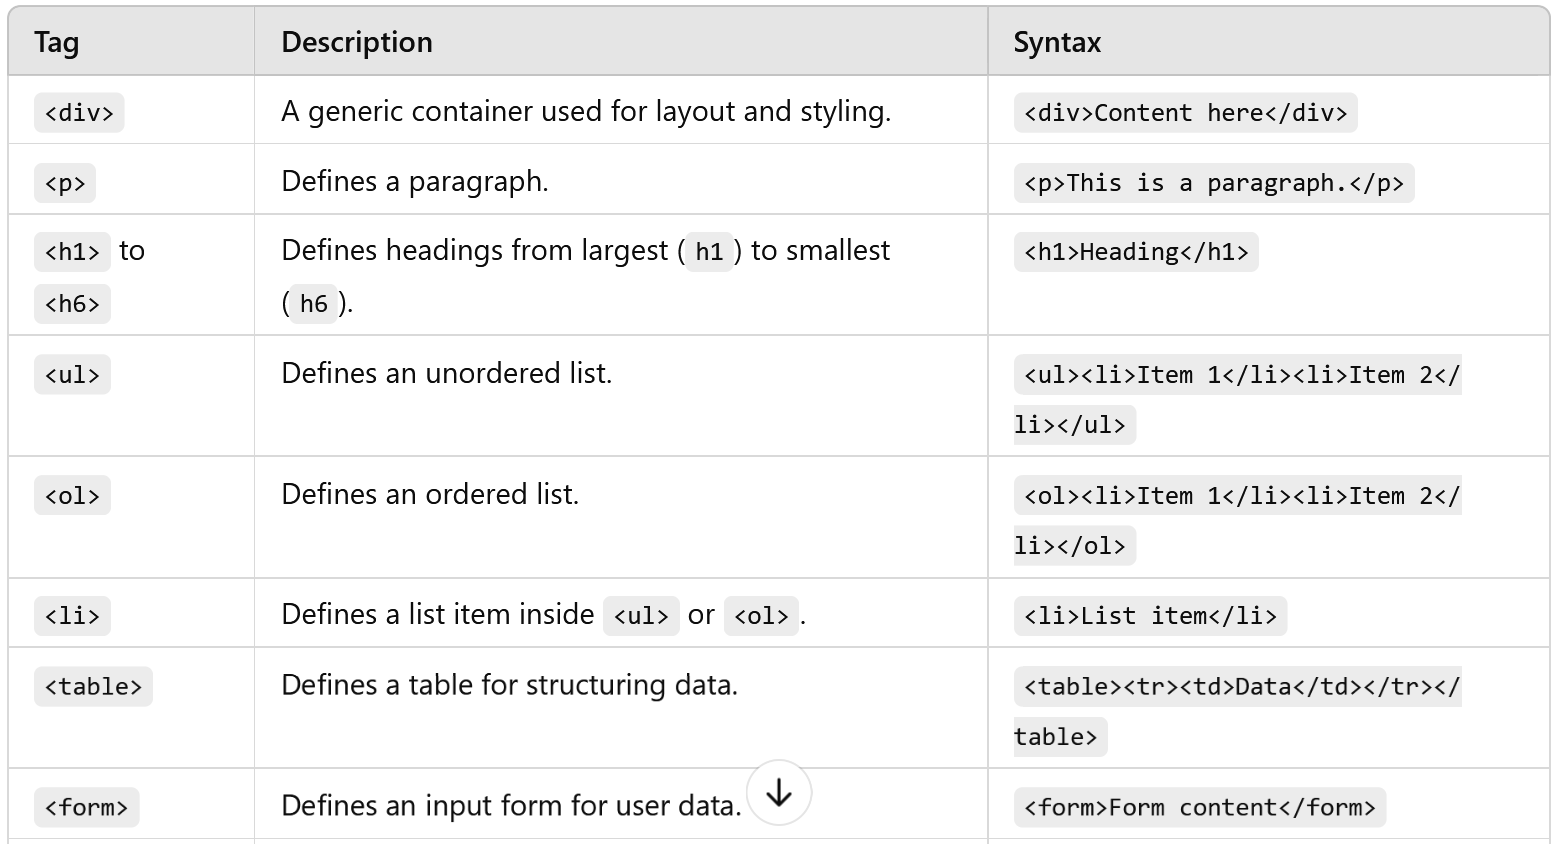 Tag Description Syntax
<div> A generic container used for layout and styling. <div>Content here</div>
<p> Defines a paragraph. <p>This is a paragraph.</p>
<h1> to Defines headings from largest ( h1 ) to smallest <h1>Heading</h1>
<h6> ( h6 ).
<ul> Defines an unordered list. <ul><li>Item 1</li><li>Item 2</
li></ul>
<ol> Defines an ordered list. <ol><li>Item 1</li><li>Item 2</
li></ol>
<li> Defines a list item inside <ul> or <ol> . <li>List item</li>
<table> Defines a table for structuring data. <table><tr><td>Data</td></tr></
table>
<form> Defines an input form for user data. <form>Form content</form>